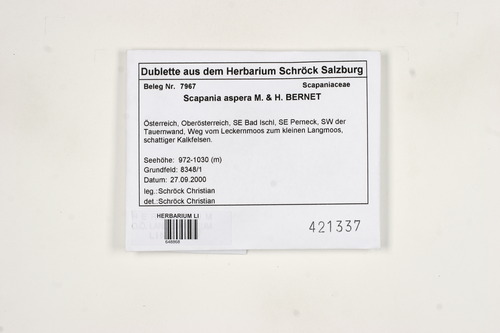 Dublette aus dem Herbarium Schröck Salzburg
Beleg Nr. 7967 Scapaniaceae
Scapania aspera M. & H. BERNET
Österreich, Oberösterreich, SE Bad Ischl, SE Perneck, SW der
Tauernwand, Weg vom Leckernmoos zum kleinen Langmoos,
schattiger Kalkfelsen.
Seehöhe: 972-1030 (m)
Grundfeld: 8348/1
Datum: 27.09.2000
leg.: Schröck Christian
det.: Schröck Christian
HERBARIUM LI
421337